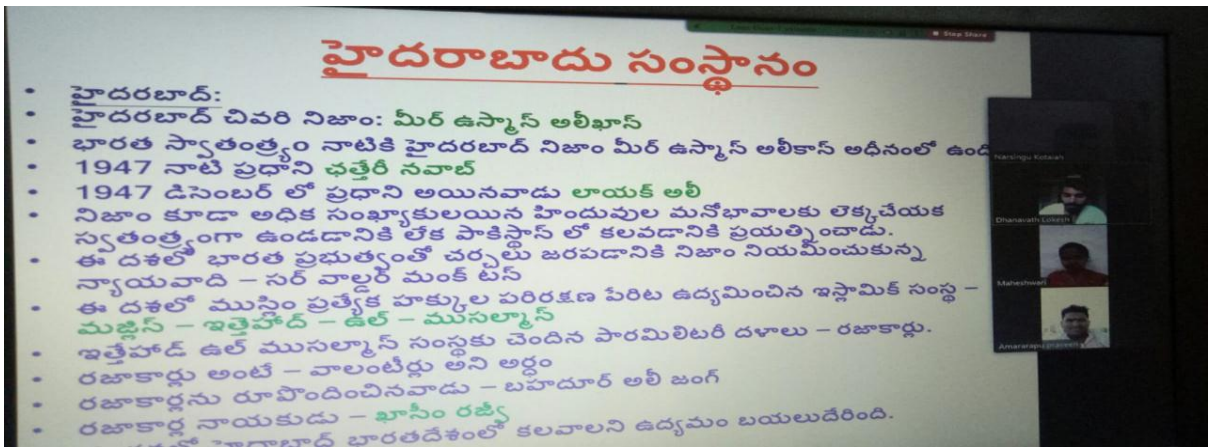 Stop Share
హైదరాబాదు సంస్థానం
• హైదరబాద్:
• హైదరబాద్ చివరి నిజాం: మీర్ ఉస్మాన్ అలీఖాన్
• భారత స్వాతంత్ర్యం నాటికి హైదరబాద్ నిజాం మీర్ ఉస్మాన్ అలీకాన్ అధీనంలో ఉంది
• 1947 నాటి ప్రధాని ఛత్తేరీ నవాబ్
• 1947 డిసెంబర్ లో ప్రధాని అయినవాడు లాయక్ అలీ
• నిజాం కూడా అధిక సంఖ్యాకులయిన హిందువుల మనోభావాలకు లెక్కచేయక
స్వతంత్ర్యంగా ఉండడానికి లేక పాకిస్థాన్ లో కలవడానికి ప్రయత్నించాడు.
• ఈ దశలో భారత ప్రభుత్వంతో చర్చలు జరపడానికి నిజాం నియమించుకున్న
న్యాయవాది – సర్ వాల్డర్ మంక్ టన్
• ఈ దశలో ముస్లిం ప్రత్యేక హక్కుల పరిరక్షణ పేరిట ఉద్యమించిన ఇస్లామిక్ సంస్థ –
మజ్లిస్ – ఇత్తెహాద్ – ఉల్ – ముసల్మాన్
• ఇత్తేహాడ్ ఉల్ ముసల్మాన్ సంస్థకు చెందిన పారమిలిటరీ దళాలు – రజాకార్లు.
• రజాకార్లు అంటే – వాలంటీర్లు అని అర్థం
• రజాకార్లను రూపొందించినవాడు – బహదూర్ అలీ జంగ్
• రజాకార్ల నాయకుడు – ఖాసీం రజ్వీ
హైదరాబాద్ భారతదేశంలో కలవాలని ఉద్యమం బయలుదేరింది.
Narsingu Kotaiah
Dhanavath Lokesh
Maheshwari
Amararapu